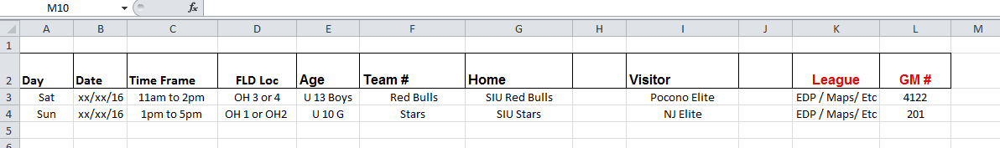 M10 fx
A B C D E F G H I J K L M
1
2 Day Date Time Frame FLD Loc Age Team # Home Visitor League GM #
3 Sat xx/xx/16 11am to 2pm OH 3 or 4 U 13 Boys Red Bulls SIU Red Bulls Pocono Elite EDP / Maps/ Etc 4122
4 Sun xx/xx/16 1pm to 5pm OH 1 or OH2 U 10 G Stars SIU Stars NJ Elite EDP / Maps/ Etc 201
5
6